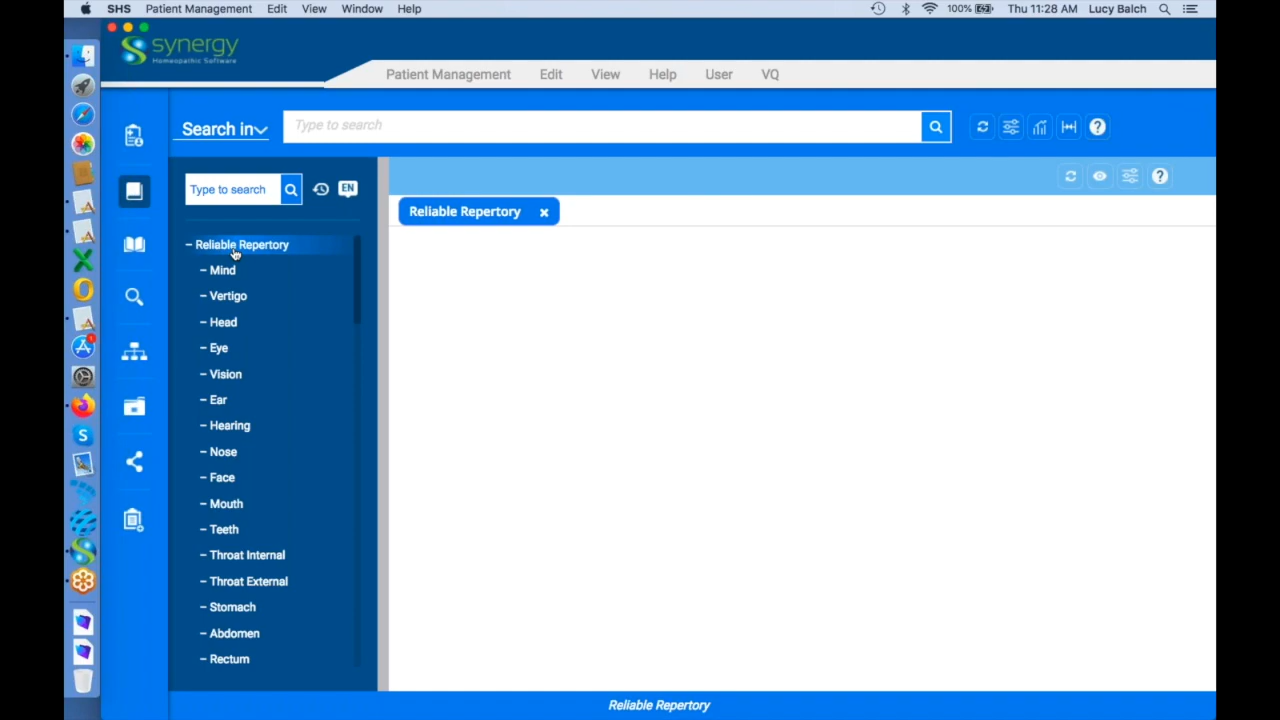 SHS Patient Management Edit View Window Help 100% Thu 11:28 AM Lucy Balch
synergy
Homeopathic Software
Patient Management Edit View Help User VQ
Search in Type to search
Type to search EN
Reliable Repertory ×
– Reliable Repertory
– Mind
– Vertigo
– Head
– Eye
– Vision
– Ear
– Hearing
– Nose
– Face
– Mouth
– Teeth
– Throat Internal
– Throat External
– Stomach
– Abdomen
– Rectum
Reliable Repertory